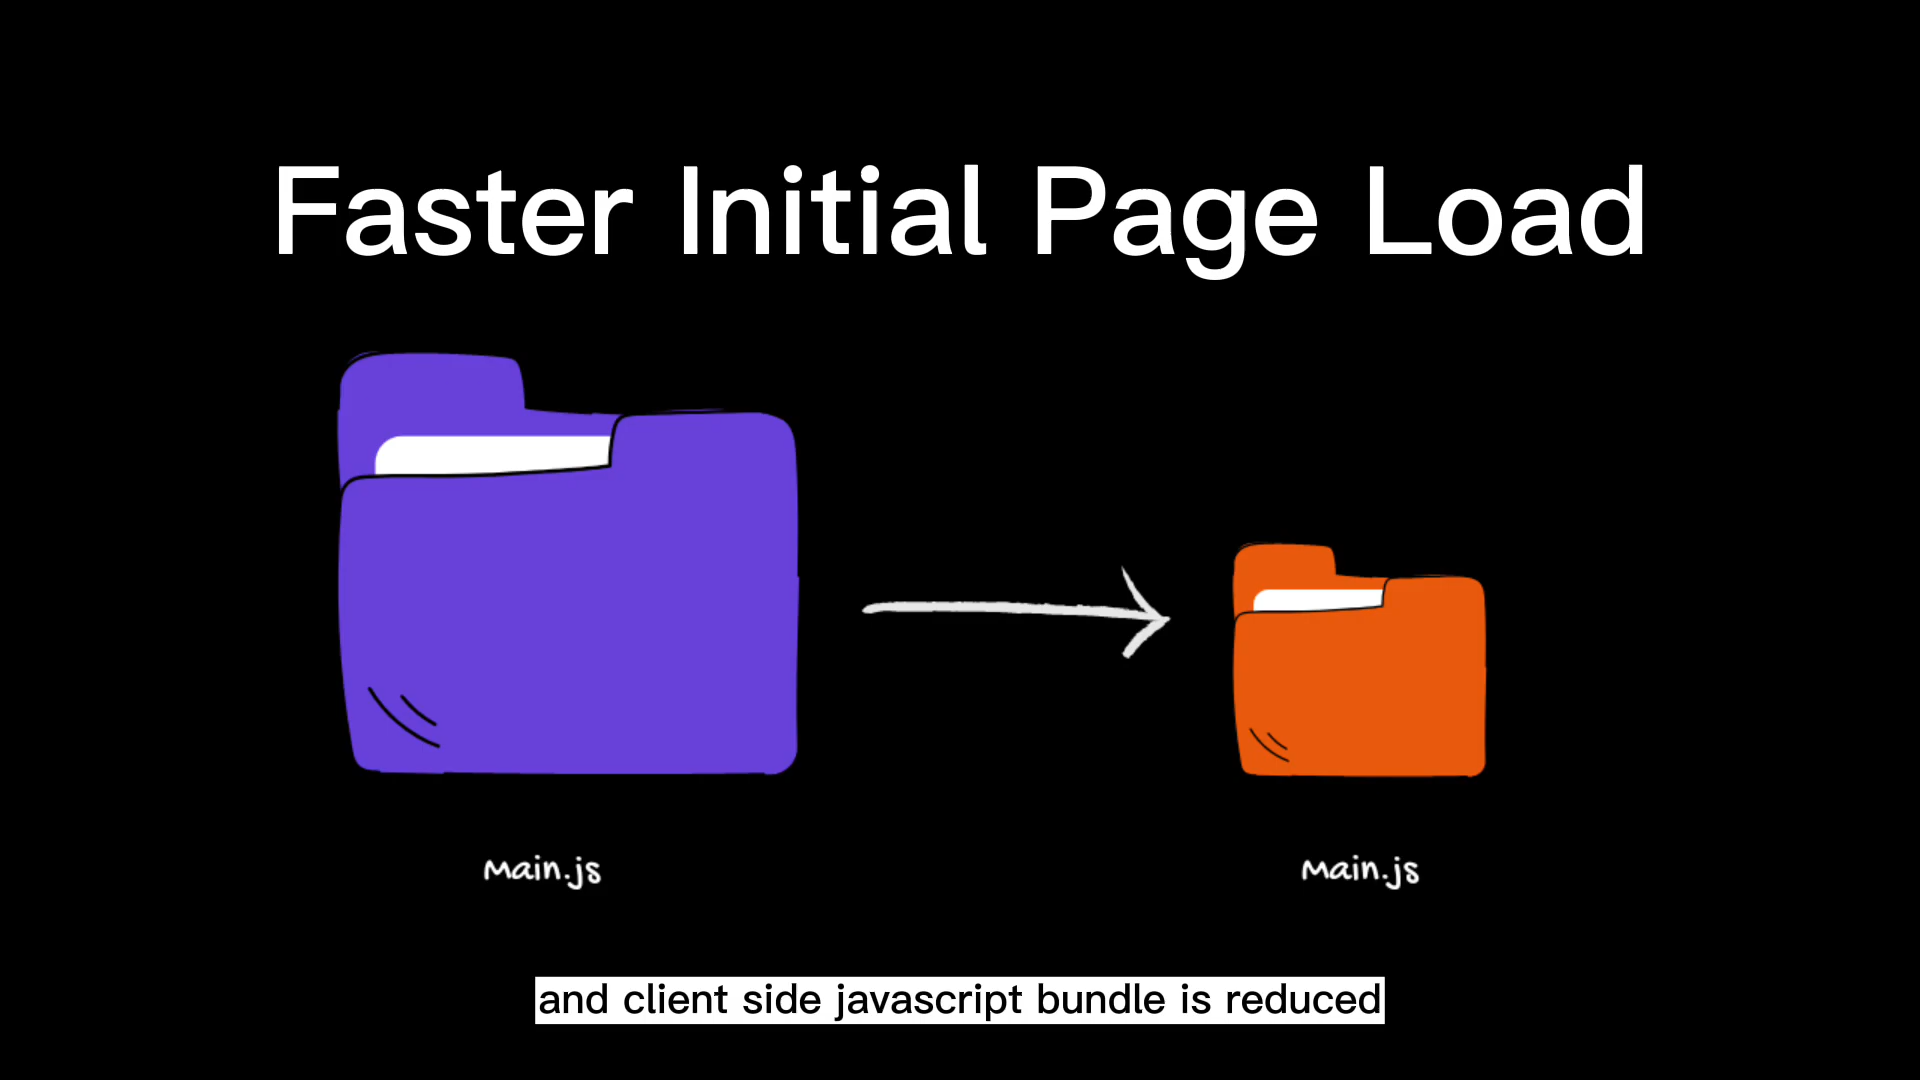 Faster Initial Page Load
Main.js
Main.js
and client side javascript bundle is reduced